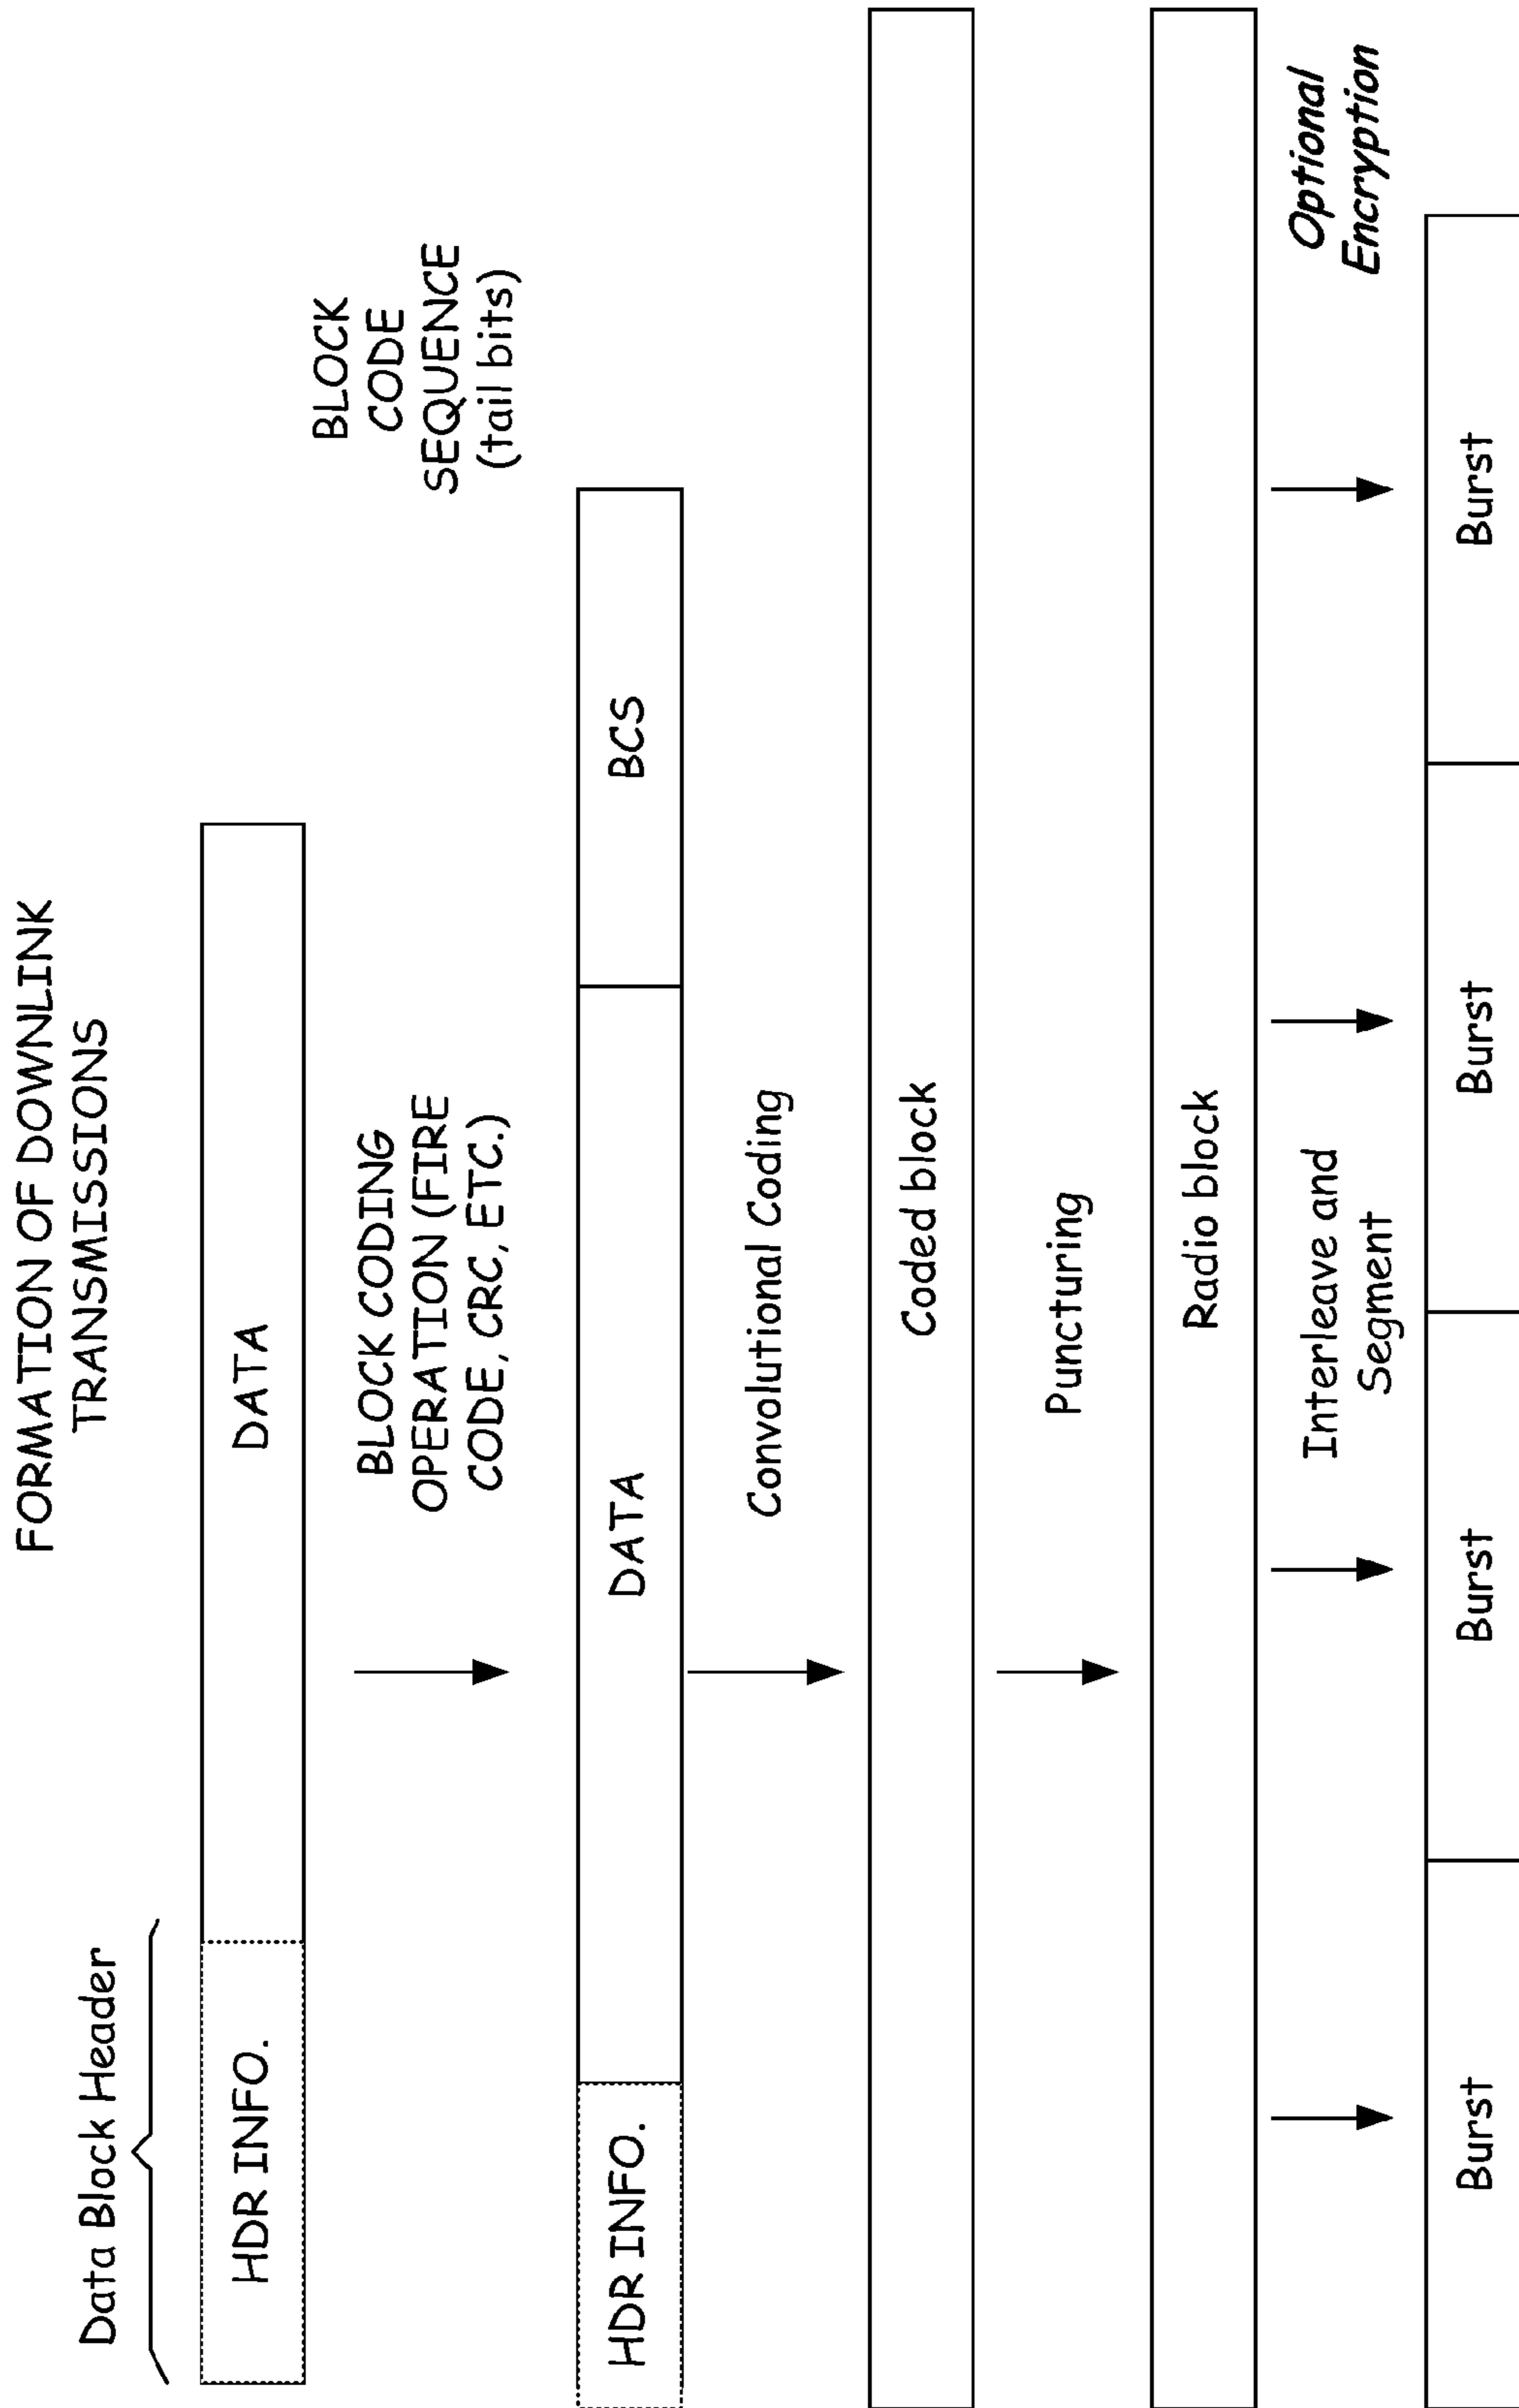 FORMATION OF DOWNLINK
TRANSMISSIONS
Data Block Header
HDR INFO.
DATA
BLOCK CODING
OPERATION (FIRE
CODE, CRC, ETC.)
BLOCK
CODE
SEQUENCE
(tail bits)
HDR INFO.
DATA
BCS
Convolutional Coding
Coded block
Puncturing
Radio block
Interleave and
Segment
Optional
Encryption
Burst
Burst
Burst
Burst